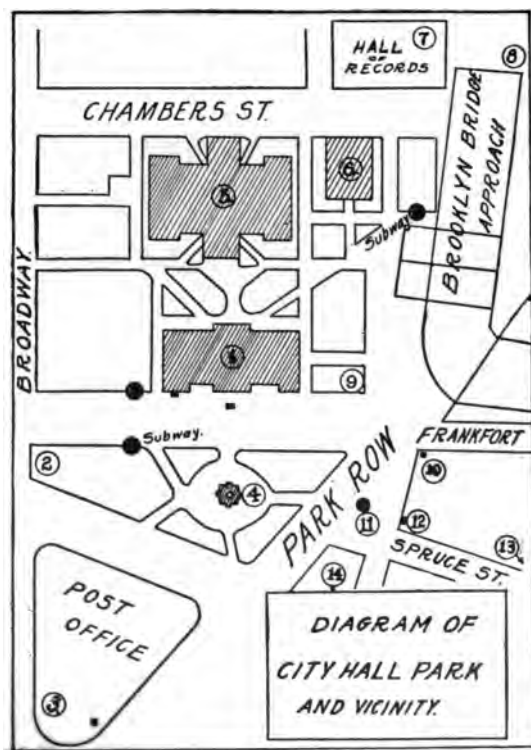 7
HALL
OF
RECORDS
8
CHAMBERS ST.
BROOKLYN BRIDGE
APPROACH
5
6
Subway
BROADWAY.
9
FRANKFORT
Subway.
2
4
PARK ROW
10
11
12
13
SPRUCE ST.
14
POST
OFFICE
3
DIAGRAM OF
CITY HALL PARK
AND VICINITY.